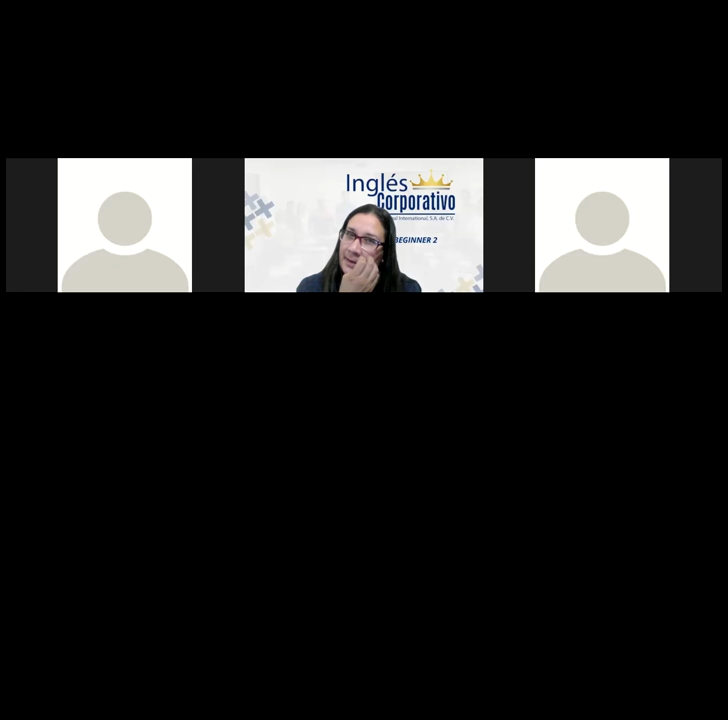 Inglés
Corporativo
International, S.A. de C.V.
BEGINNER 2